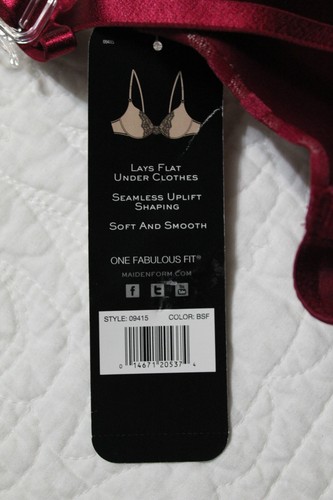 LAYS FLAT
UNDER CLOTHES
SEAMLESS UPLIFT
SHAPING
SOFT AND SMOOTH
ONE FABULOUS FIT®
MAIDENFORM.COM
STYLE: 09415 COLOR: BSF
0 14671 20537 4